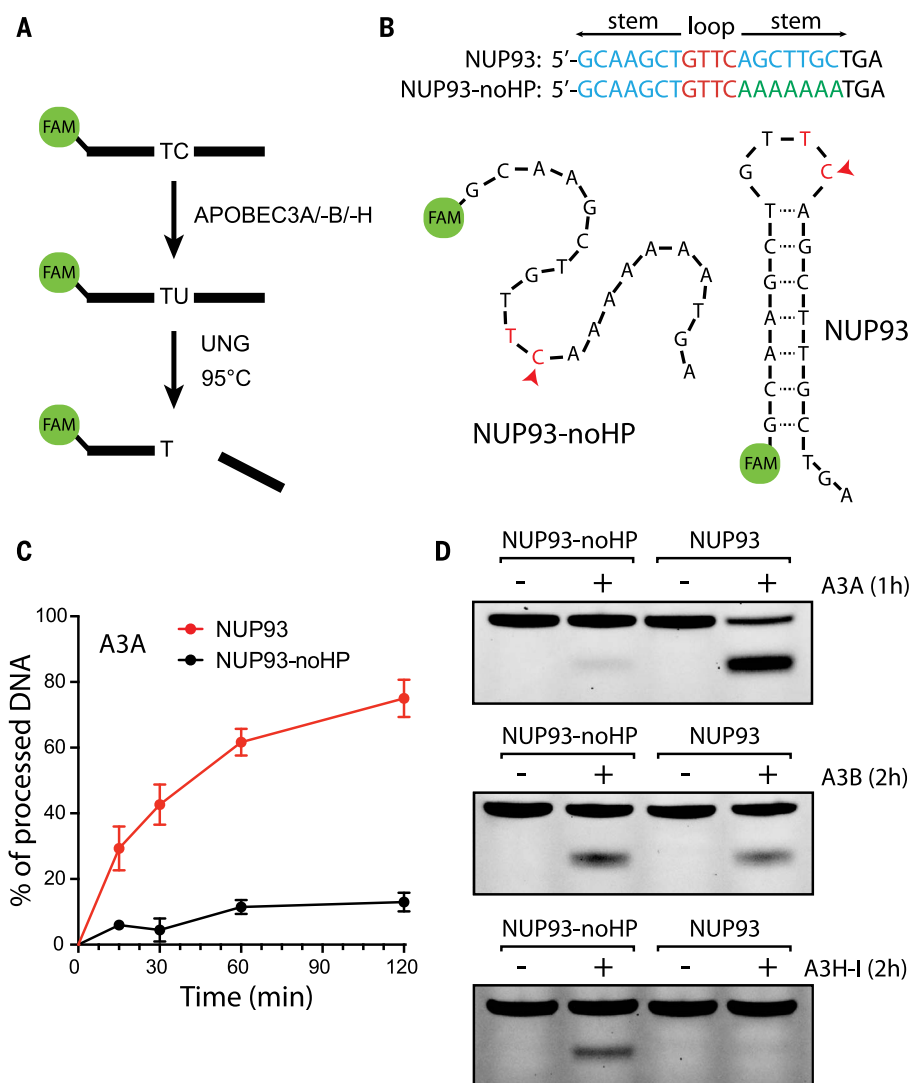 A
FAM
TC
APOBEC3A/-B/-H
FAM
TU
UNG
95°C
FAM
T
B
stem loop stem
NUP93: 5′-GCAAGCTGTTCAGCTTGCTGA
NUP93-noHP: 5′-GCAAGCTGTTCAAAAAAATGA
FAM
G C A A G C T G T T C A A A A A A A T G A
NUP93-noHP
FAM
G C A A G C T G T T C A G C T T G C T G A
NUP93
C
% of processed DNA
100
80
60
40
20
0
A3A
NUP93
NUP93-noHP
0 30 60 90 120
Time (min)
D
NUP93-noHP NUP93
- + - + A3A (1h)
NUP93-noHP NUP93
- + - + A3B (2h)
NUP93-noHP NUP93
- + - + A3H-I (2h)